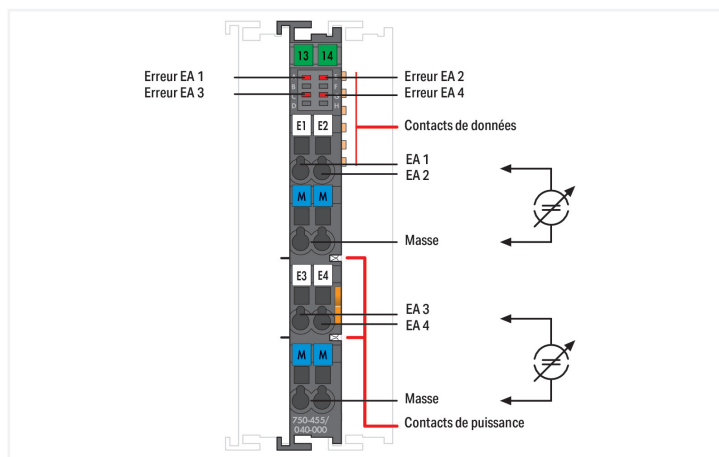 13 14
Erreur EA 1
Erreur EA 2
Erreur EA 3
Erreur EA 4
Contacts de données
E1 E2
EA 1
EA 2
M M
Masse
E3 E4
EA 3
EA 4
M M
Masse
750-455/
040-000
Contacts de puissance